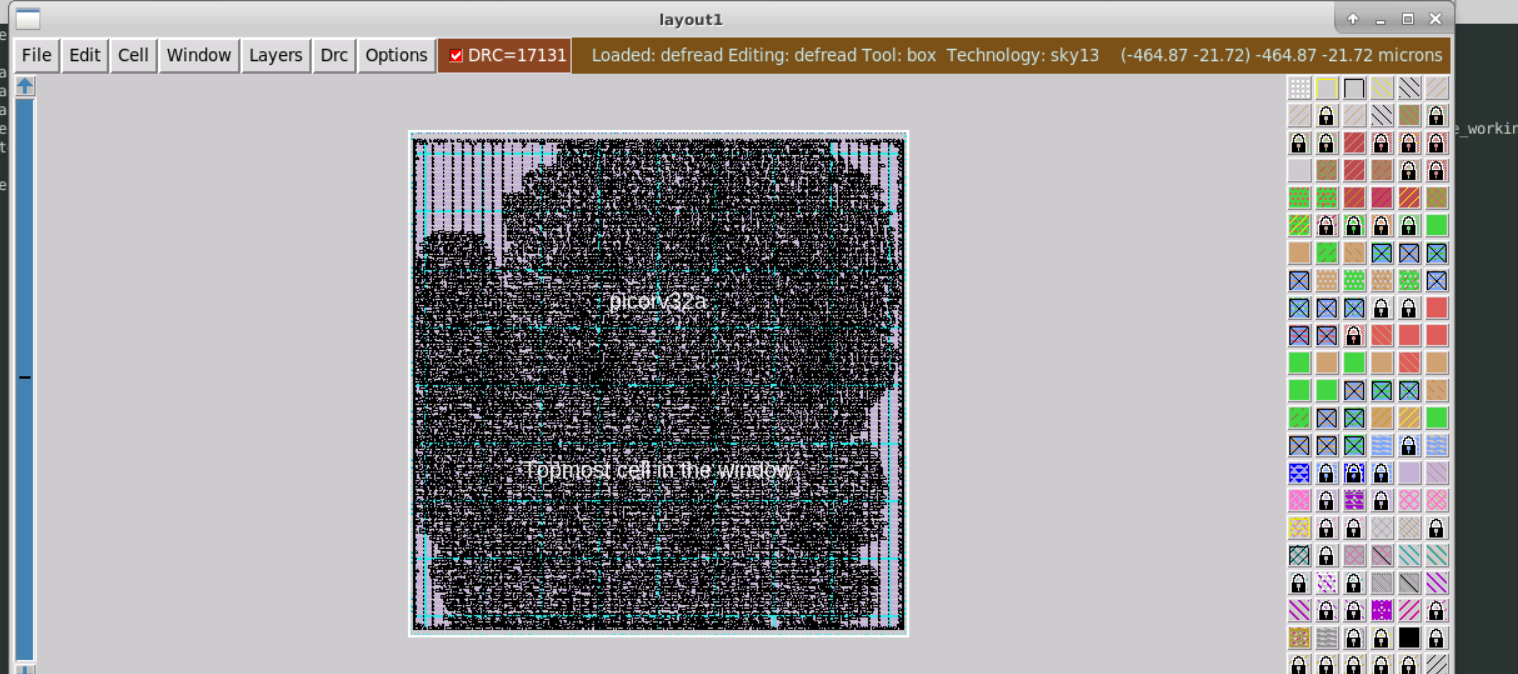 layout1
File Edit Cell Window Layers Drc Options DRC=17131 Loaded: defread Editing: defread Tool: box Technology: sky13 (-464.87 -21.72) -464.87 -21.72 microns
e_workin
picorv32a
Topmost cell in the window